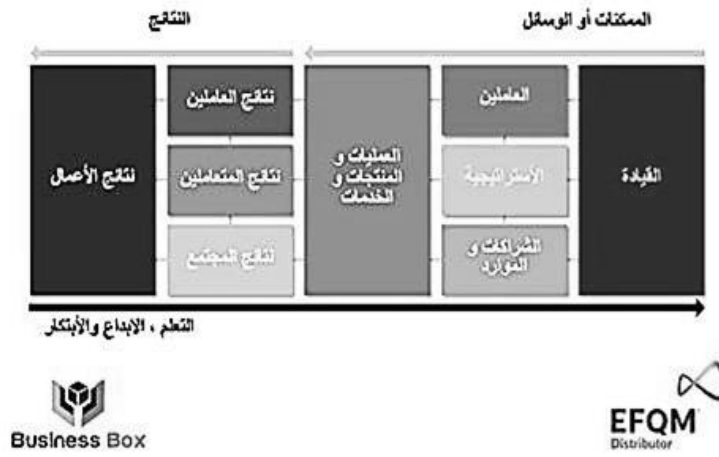 الممكنات أو الوسائل
النتائج
القيادة
العاملين
الأستراتيجية
الشراكات و
الموارد
العمليات و
المنتجات و
الخدمات
نتائج العاملين
نتائج المتعاملين
نتائج المجتمع
نتائج الأعمال
التعلم ، الابداع والأبتكار
Business Box
EFQM
Distributor